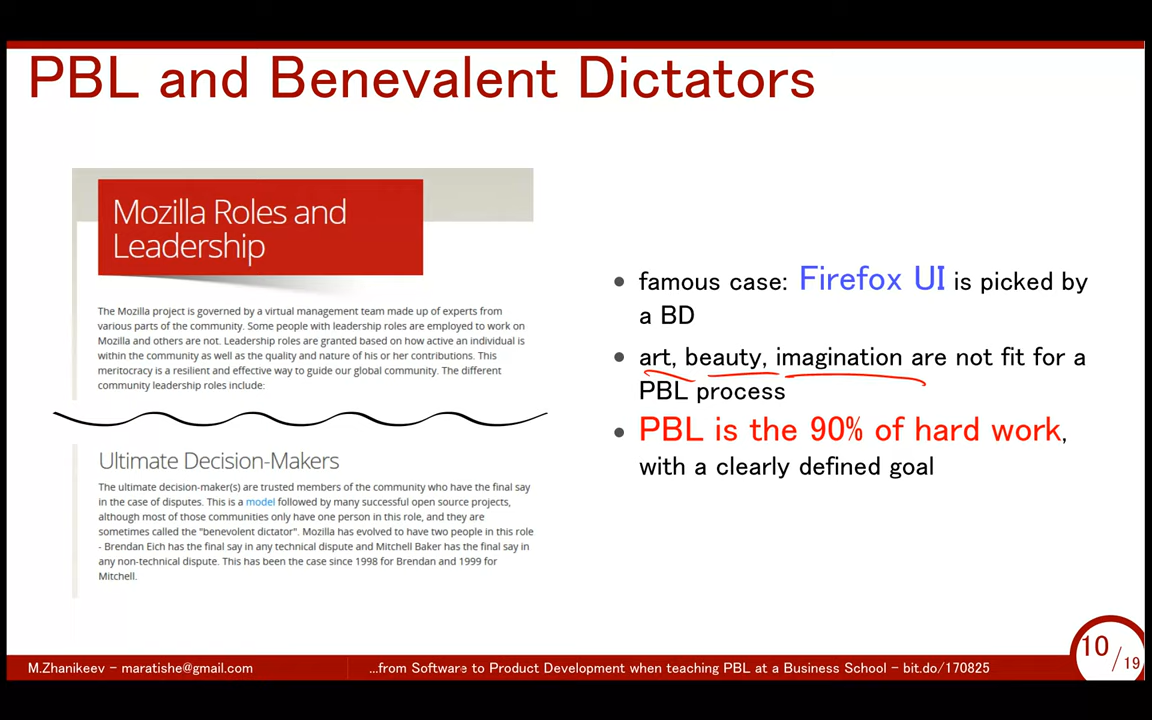 PBL and Benevalent Dictators
Mozilla Roles and
Leadership
The Mozilla project is governed by a virtual management team made up of experts from
various parts of the community. Some people with leadership roles are employed to work on
Mozilla and others are not. Leadership roles are granted based on how active an individual is
within the community as well as the quality and nature of his or her contributions. This
meritocracy is a resilient and effective way to guide our global community. The different
community leadership roles include:
Ultimate Decision-Makers
The ultimate decision-maker(s) are trusted members of the community who have the final say
in the case of disputes. This is a model followed by many successful open source projects,
although most of those communities only have one person in this role, and they are
sometimes called the "benevolent dictator". Mozilla has evolved to have two people in this role
- Brendan Eich has the final say in any technical dispute and Mitchell Baker has the final say in
any non-technical dispute. This has been the case since 1998 for Brendan and 1999 for
Mitchell.
• famous case: Firefox UI is picked by
a BD
• art, beauty, imagination are not fit for a
PBL process
• PBL is the 90% of hard work,
with a clearly defined goal
M.Zhanikeev – maratishe@gmail.com
...from Software to Product Development when teaching PBL at a Business School – bit.do/170825
10/19